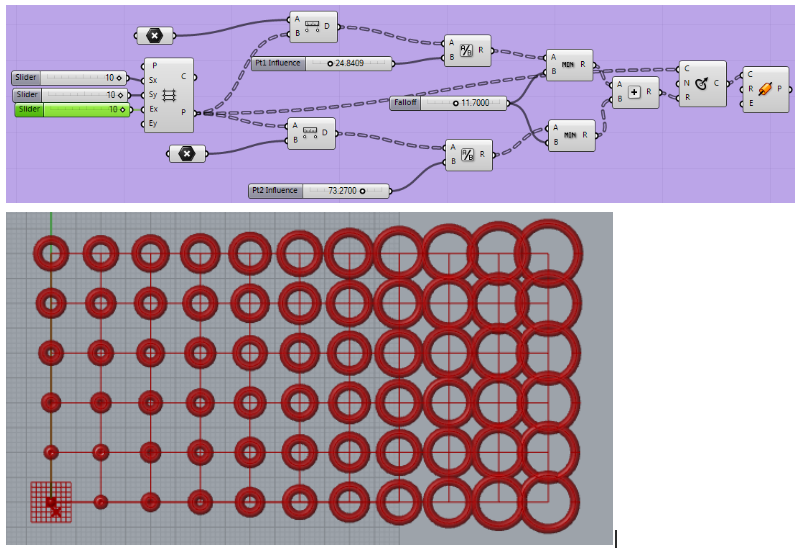 A
B
D
Pt1 Influence
24.8409
A
B
A/B
R
A
B
MIN
R
C
N
R
C
C
R
E
P
Slider
10
Slider
10
Slider
10
P
Sx
Sy
Ex
Ey
C
P
Falloff
11.7000
A
B
R
A
B
D
A
B
A/B
R
A
B
MIN
R
Pt2 Influence
73.2700